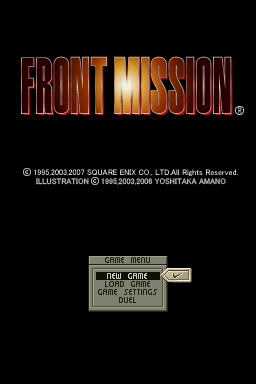 FRONT MISSION®
© 1995,2003,2007 SQUARE ENIX CO., LTD.All Rights Reserved.
ILLUSTRATION © 1995,2003,2006 YOSHITAKA AMANO
GAME MENU
NEW GAME
LOAD GAME
GAME SETTINGS
DUEL